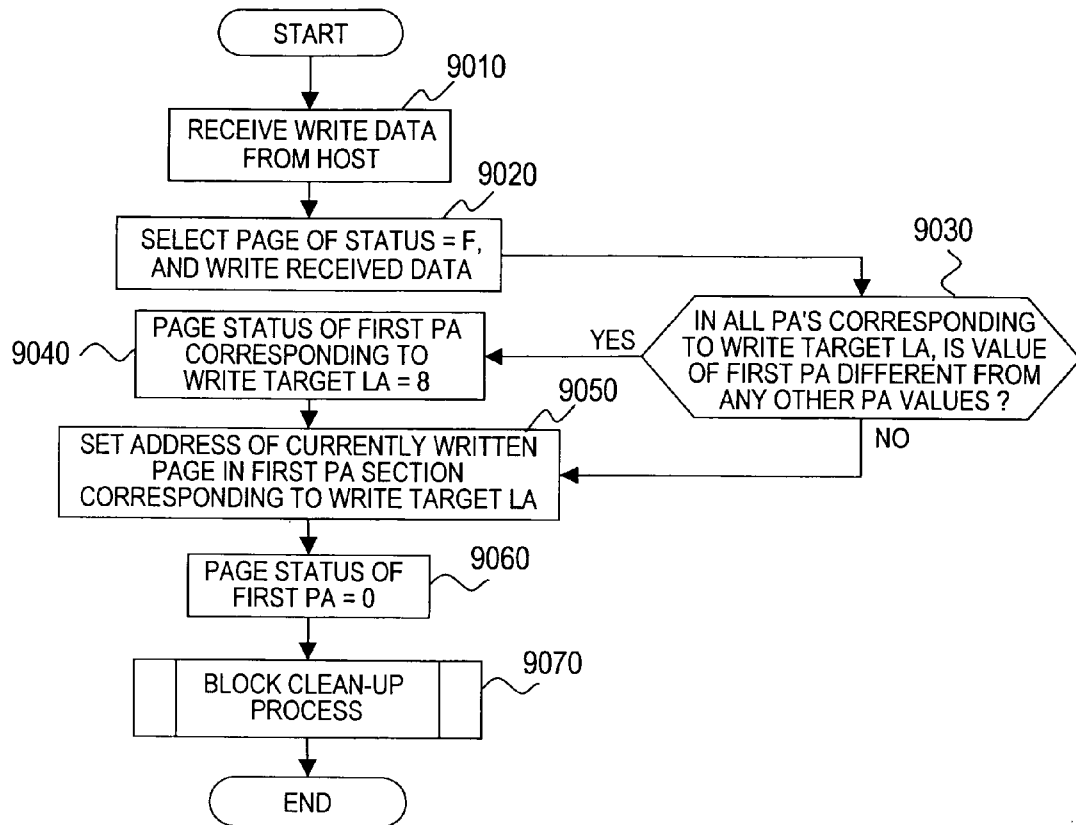 START
9010
RECEIVE WRITE DATA
FROM HOST
9020
SELECT PAGE OF STATUS = F,
AND WRITE RECEIVED DATA
9030
IN ALL PA'S CORRESPONDING
TO WRITE TARGET LA, IS VALUE
OF FIRST PA DIFFERENT FROM
ANY OTHER PA VALUES ?
YES
NO
9040
PAGE STATUS OF FIRST PA
CORRESPONDING TO
WRITE TARGET LA = 8
9050
SET ADDRESS OF CURRENTLY WRITTEN
PAGE IN FIRST PA SECTION
CORRESPONDING TO WRITE TARGET LA
9060
PAGE STATUS OF
FIRST PA = 0
9070
BLOCK CLEAN-UP
PROCESS
END